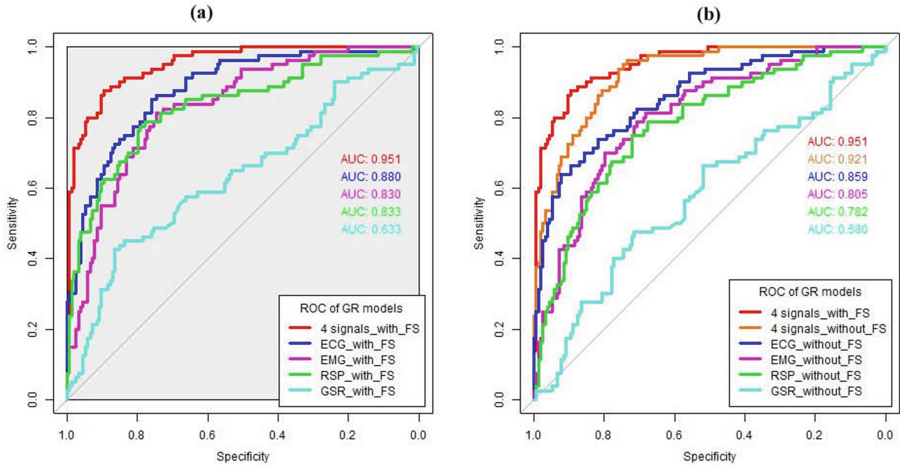 (a)
Sensitivity
1.0
0.8
0.6
0.4
0.2
0.0
AUC: 0.951
AUC: 0.880
AUC: 0.830
AUC: 0.833
AUC: 0.633
ROC of GR models
4 signals_with_FS
ECG_with_FS
EMG_with_FS
RSP_with_FS
GSR_with_FS
1.0 0.8 0.6 0.4 0.2 0.0
Specificity
(b)
Sensitivity
1.0
0.8
0.6
0.4
0.2
0.0
AUC: 0.951
AUC: 0.921
AUC: 0.859
AUC: 0.805
AUC: 0.782
AUC: 0.580
ROC of GR models
4 signals_with_FS
4 signals_without_FS
ECG_without_FS
EMG_without_FS
RSP_without_FS
GSR_without_FS
1.0 0.8 0.6 0.4 0.2 0.0
Specificity